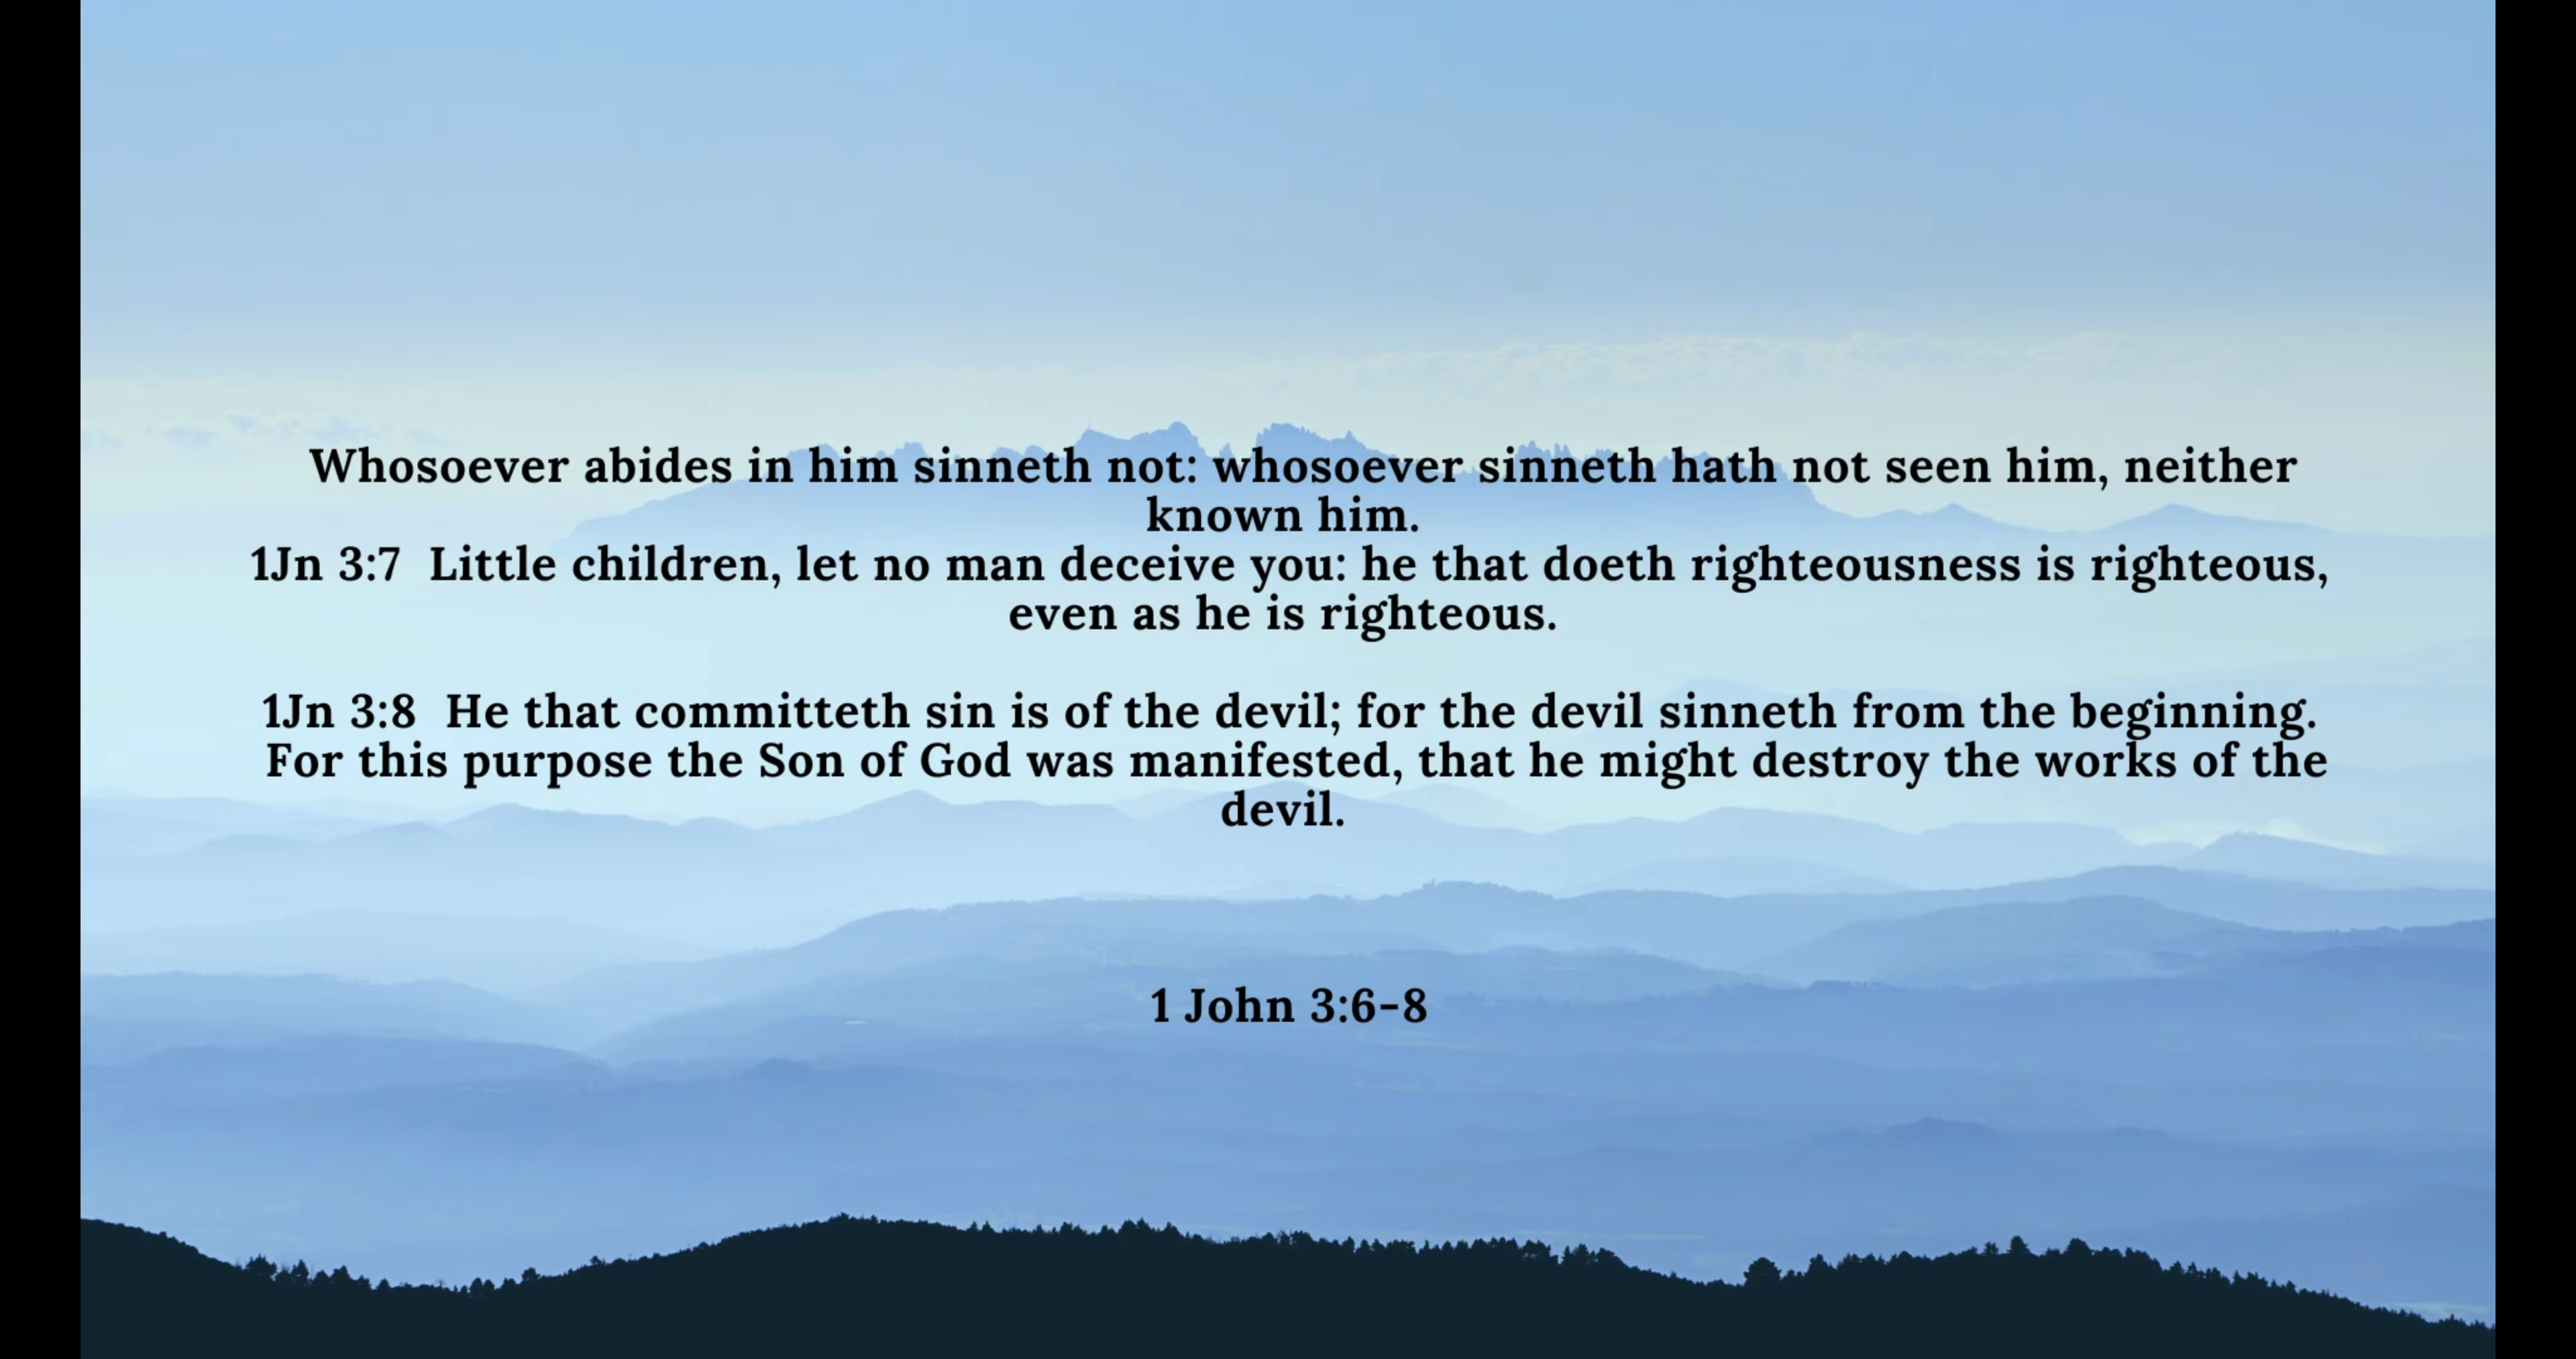 Whosoever abides in him sinneth not: whosoever sinneth hath not seen him, neither
known him.
1Jn 3:7  Little children, let no man deceive you: he that doeth righteousness is righteous,
even as he is righteous.
1Jn 3:8  He that committeth sin is of the devil; for the devil sinneth from the beginning.
For this purpose the Son of God was manifested, that he might destroy the works of the
devil.
1 John 3:6-8